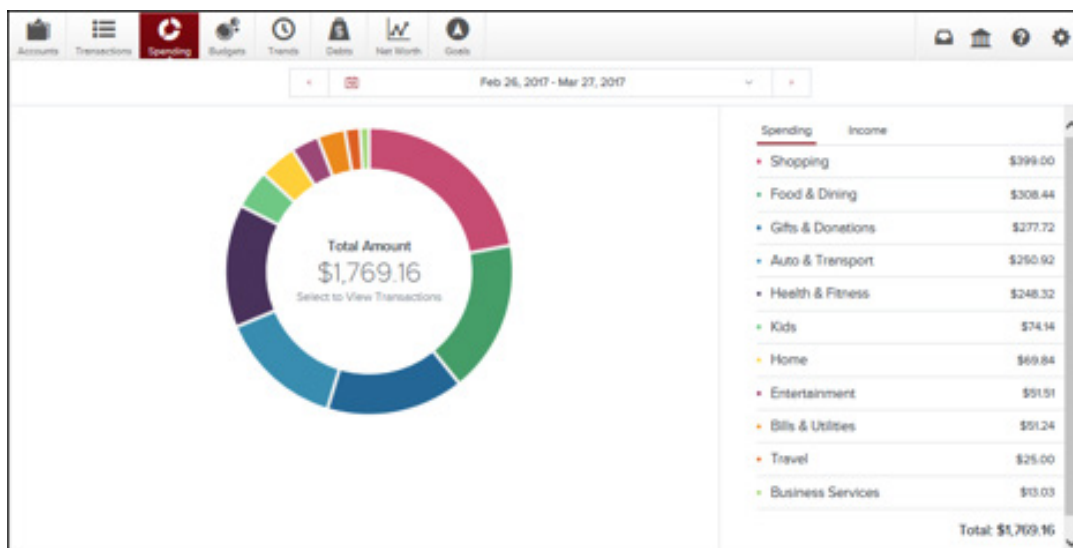 Accounts Transactions Spending Budgets Trends Debts Net Worth Goals
Feb 26, 2017 - Mar 27, 2017
Total Amount
$1,769.16
Select to View Transactions
Spending Income
Shopping $399.00
Food & Dining $308.44
Gifts & Donations $277.72
Auto & Transport $250.92
Health & Fitness $248.32
Kids $74.14
Home $69.84
Entertainment $51.51
Bills & Utilities $51.24
Travel $25.00
Business Services $13.03
Total: $1,769.16